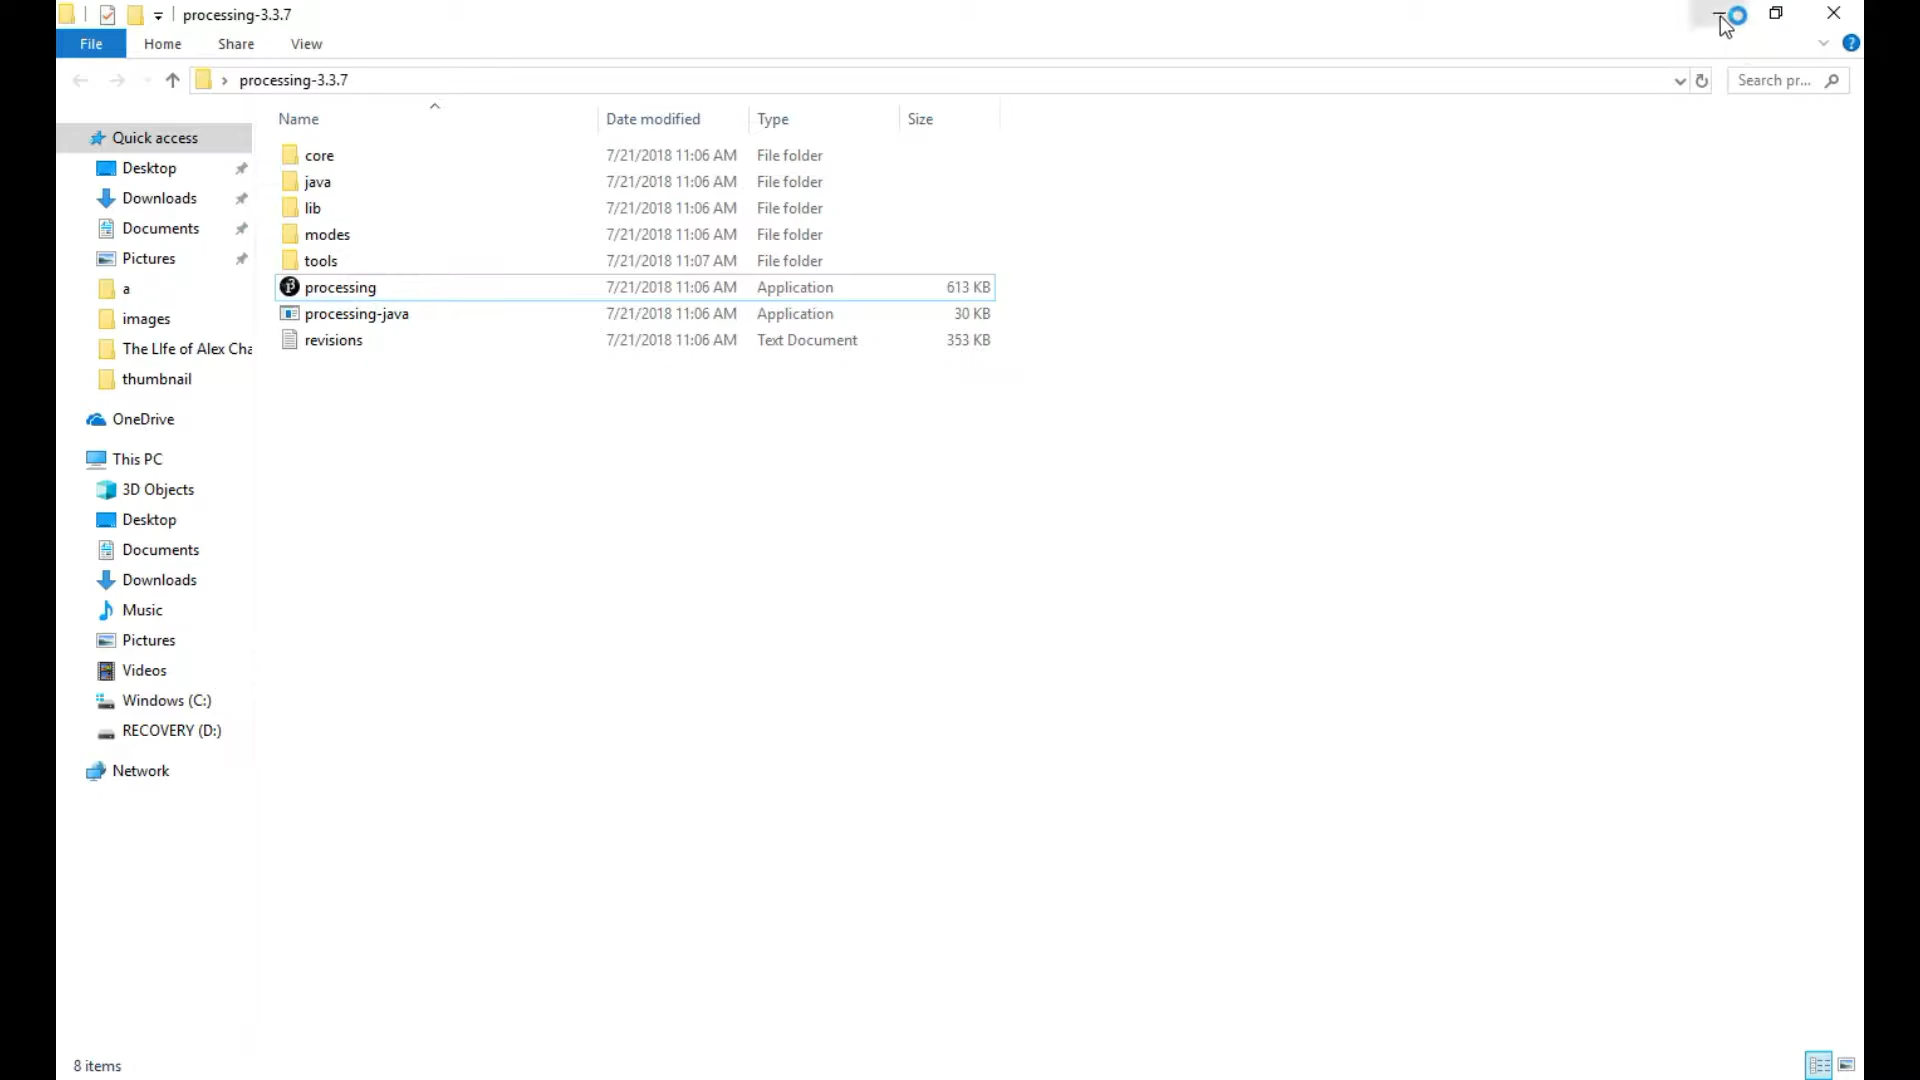 processing-3.3.7
File Home Share View
processing-3.3.7
Search pr...
Name Date modified Type Size
core 7/21/2018 11:06 AM File folder
java 7/21/2018 11:06 AM File folder
lib 7/21/2018 11:06 AM File folder
modes 7/21/2018 11:06 AM File folder
tools 7/21/2018 11:07 AM File folder
processing 7/21/2018 11:06 AM Application 613 KB
processing-java 7/21/2018 11:06 AM Application 30 KB
revisions 7/21/2018 11:06 AM Text Document 353 KB
Quick access
Desktop
Downloads
Documents
Pictures
a
images
The LIfe of Alex Cha
thumbnail
OneDrive
This PC
3D Objects
Desktop
Documents
Downloads
Music
Pictures
Videos
Windows (C:)
RECOVERY (D:)
Network
8 items